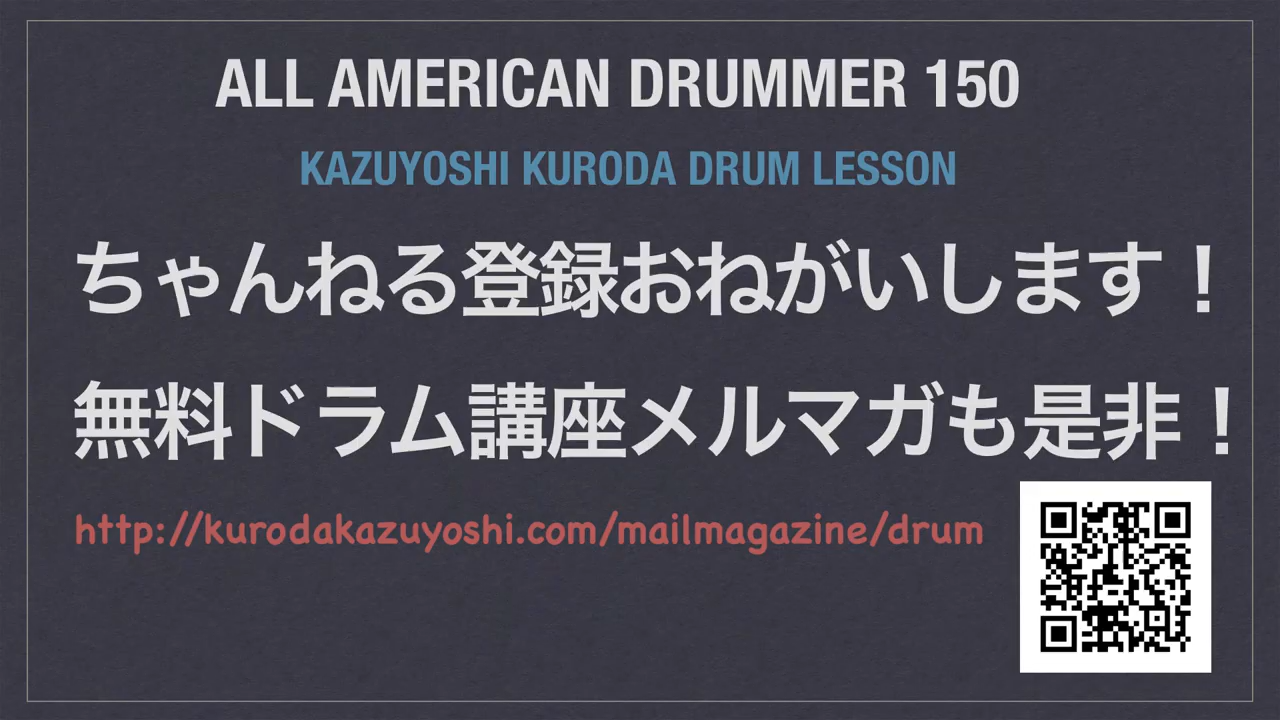 ALL AMERICAN DRUMMER 150
KAZUYOSHI KURODA DRUM LESSON
ちゃんねる登録おねがいします！
無料ドラム講座メルマガも是非！
http://kurodakazuyoshi.com/mailmagazine/drum